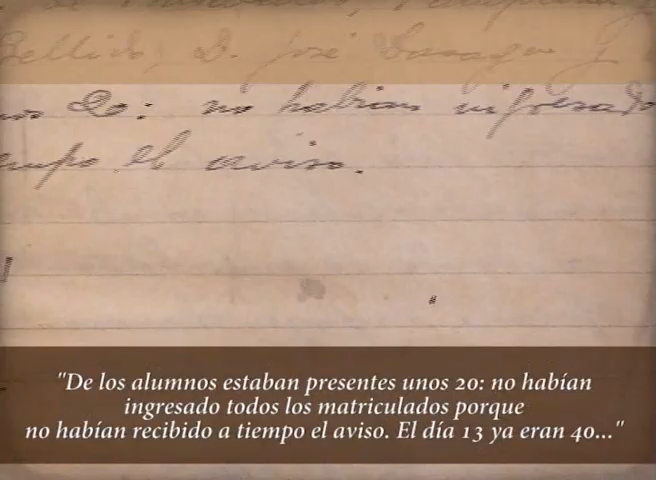 Bellido, D. José
20: no habían ingresado
el aviso.
"De los alumnos estaban presentes unos 20: no habían
ingresado todos los matriculados porque
no habían recibido a tiempo el aviso. El día 13 ya eran 40..."